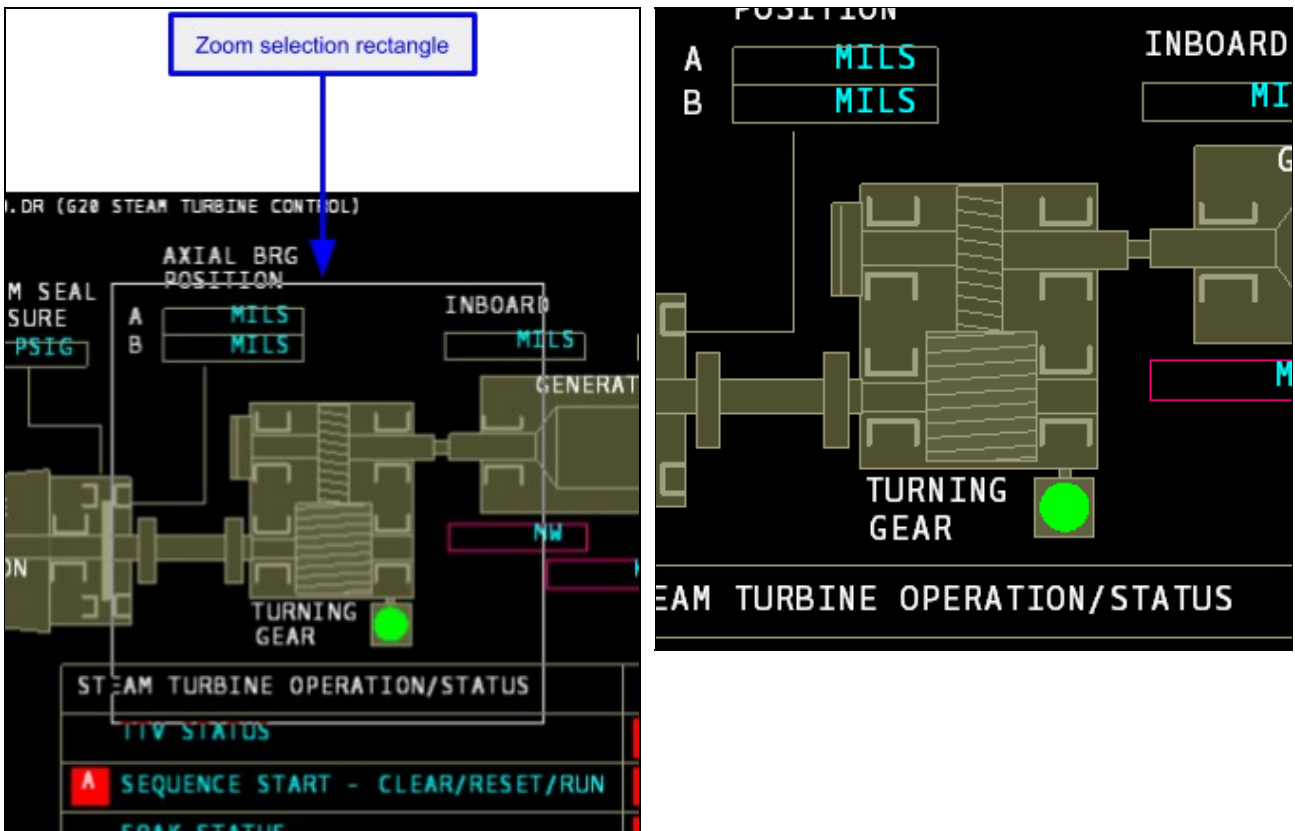 Zoom selection rectangle
.DR (G20 STEAM TURBINE CONTROL)
AXIAL BRG
POSITION
M SEAL
SURE
PSIG
A MILS
B MILS
INBOARD
MILS
GENERAT
MW
ON
TURNING
GEAR
STEAM TURBINE OPERATION/STATUS
TTV STATUS
A SEQUENCE START - CLEAR/RESET/RUN
SOAK STATUS
POSITION
A MILS
B MILS
INBOARD
MI
G
M
TURNING
GEAR
EAM TURBINE OPERATION/STATUS